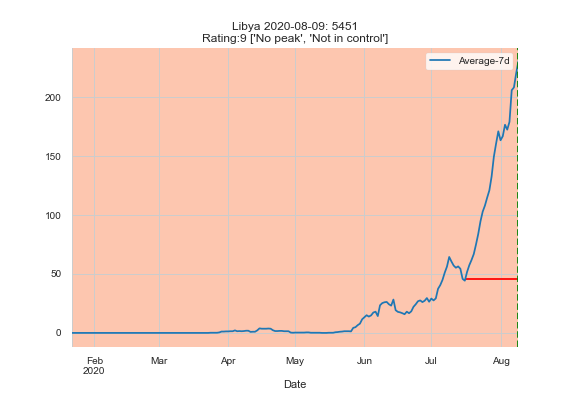 Libya 2020-08-09: 5451
Rating:9 ['No peak', 'Not in control']
Average-7d
200
150
100
50
0
Feb
2020
Mar
Apr
May
Jun
Jul
Aug
Date